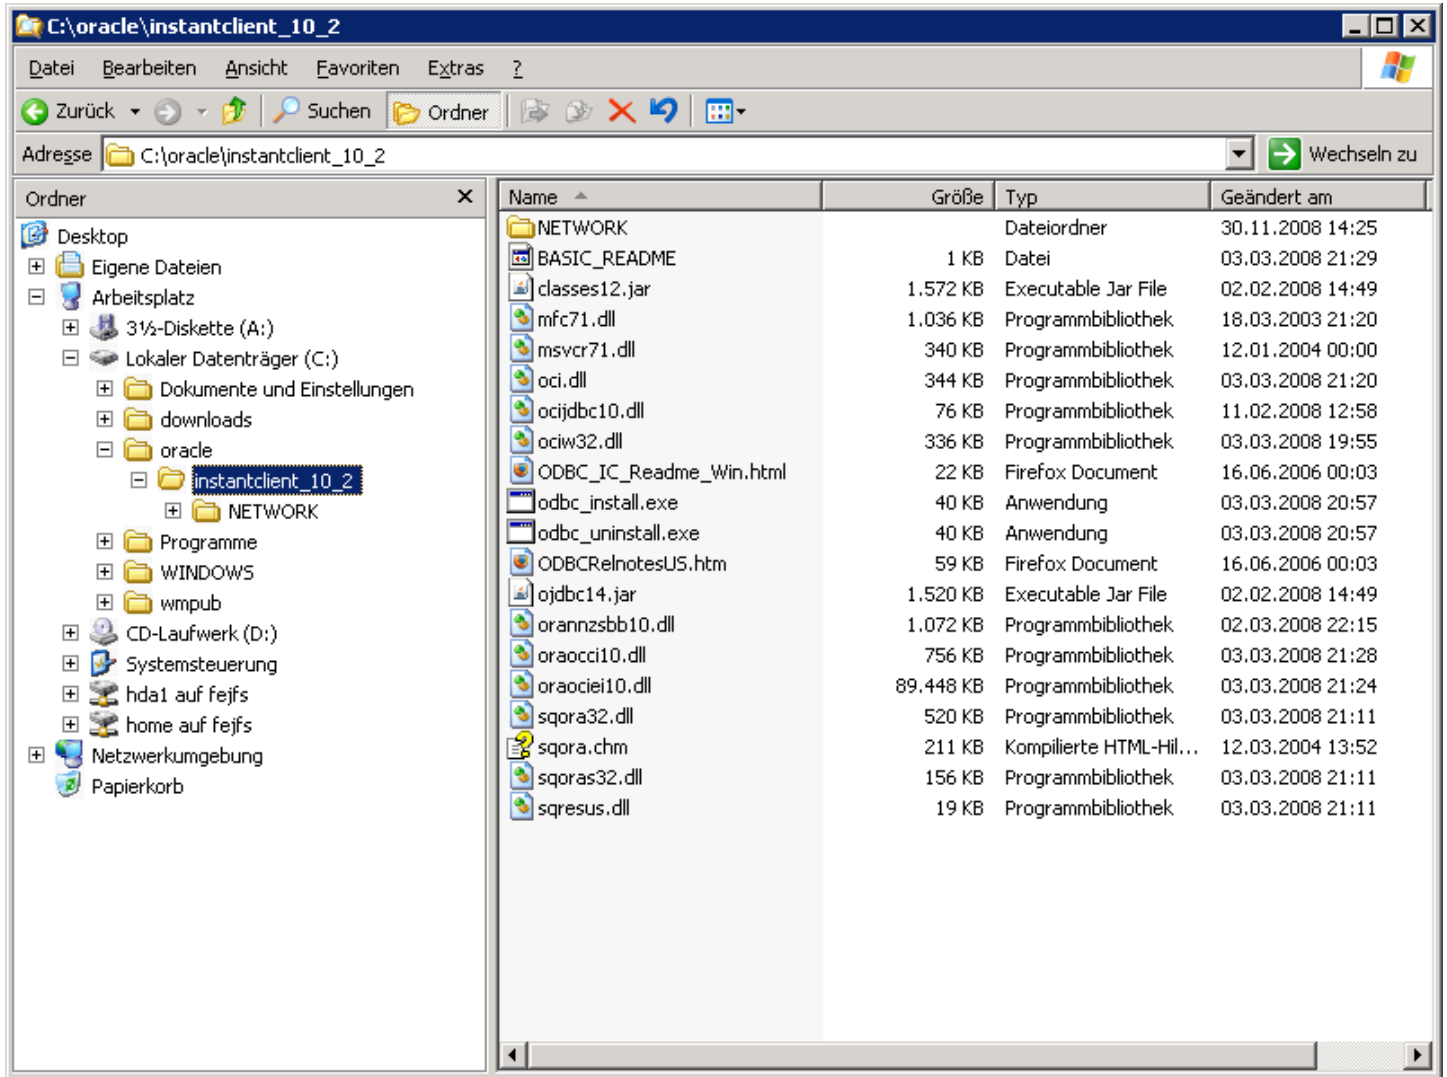 C:\oracle\instantclient_10_2
Datei Bearbeiten Ansicht Favoriten Extras ?
Zurück Suchen Ordner
Adresse C:\oracle\instantclient_10_2 Wechseln zu
Ordner
Desktop
Eigene Dateien
Arbeitsplatz
3½-Diskette (A:)
Lokaler Datenträger (C:)
Dokumente und Einstellungen
downloads
oracle
instantclient_10_2
NETWORK
Programme
WINDOWS
wmpub
CD-Laufwerk (D:)
Systemsteuerung
hda1 auf fejfs
home auf fejfs
Netzwerkumgebung
Papierkorb
Name Größe Typ Geändert am
NETWORK Dateiordner 30.11.2008 14:25
BASIC_README 1 KB Datei 03.03.2008 21:29
classes12.jar 1.572 KB Executable Jar File 02.02.2008 14:49
mfc71.dll 1.036 KB Programmbibliothek 18.03.2003 21:20
msvcr71.dll 340 KB Programmbibliothek 12.01.2004 00:00
oci.dll 344 KB Programmbibliothek 03.03.2008 21:20
ocijdbc10.dll 76 KB Programmbibliothek 11.02.2008 12:58
ociw32.dll 336 KB Programmbibliothek 03.03.2008 19:55
ODBC_IC_Readme_Win.html 22 KB Firefox Document 16.06.2006 00:03
odbc_install.exe 40 KB Anwendung 03.03.2008 20:57
odbc_uninstall.exe 40 KB Anwendung 03.03.2008 20:57
ODBCRelnotesUS.htm 59 KB Firefox Document 16.06.2006 00:03
ojdbc14.jar 1.520 KB Executable Jar File 02.02.2008 14:49
orannzsbb10.dll 1.072 KB Programmbibliothek 02.03.2008 22:15
oraocci10.dll 756 KB Programmbibliothek 03.03.2008 21:28
oraociei10.dll 89.448 KB Programmbibliothek 03.03.2008 21:24
sqora32.dll 520 KB Programmbibliothek 03.03.2008 21:11
sqora.chm 211 KB Kompilierte HTML-Hil... 12.03.2004 13:52
sqoras32.dll 156 KB Programmbibliothek 03.03.2008 21:11
sqresus.dll 19 KB Programmbibliothek 03.03.2008 21:11